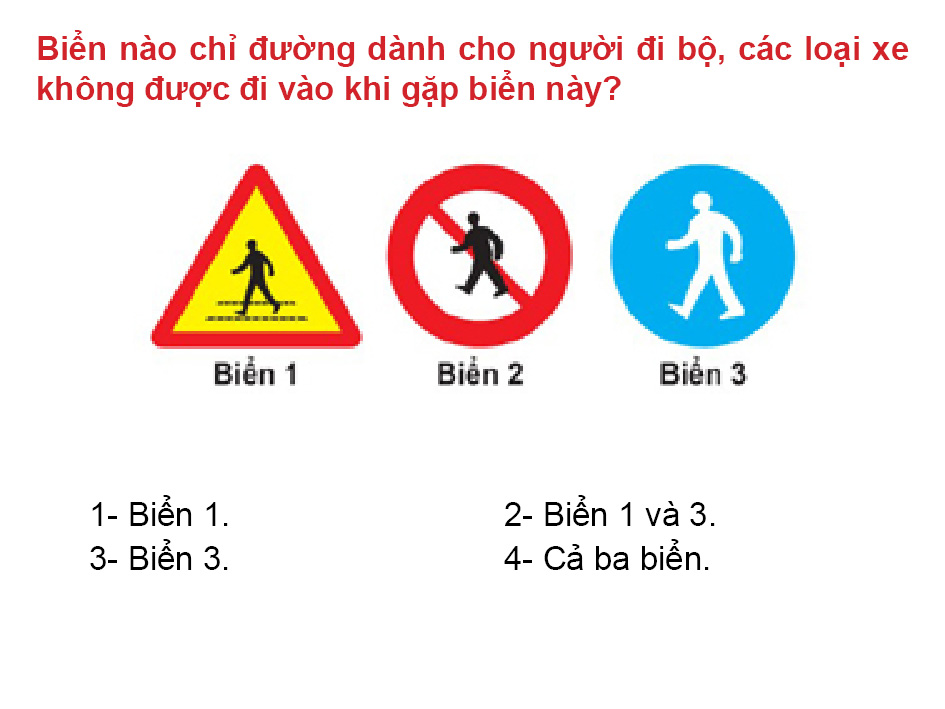 Biển nào chỉ đường dành cho người đi bộ, các loại xe
không được đi vào khi gặp biển này?
Biển 1 Biển 2 Biển 3
1- Biển 1. 2- Biển 1 và 3.
3- Biển 3. 4- Cả ba biển.